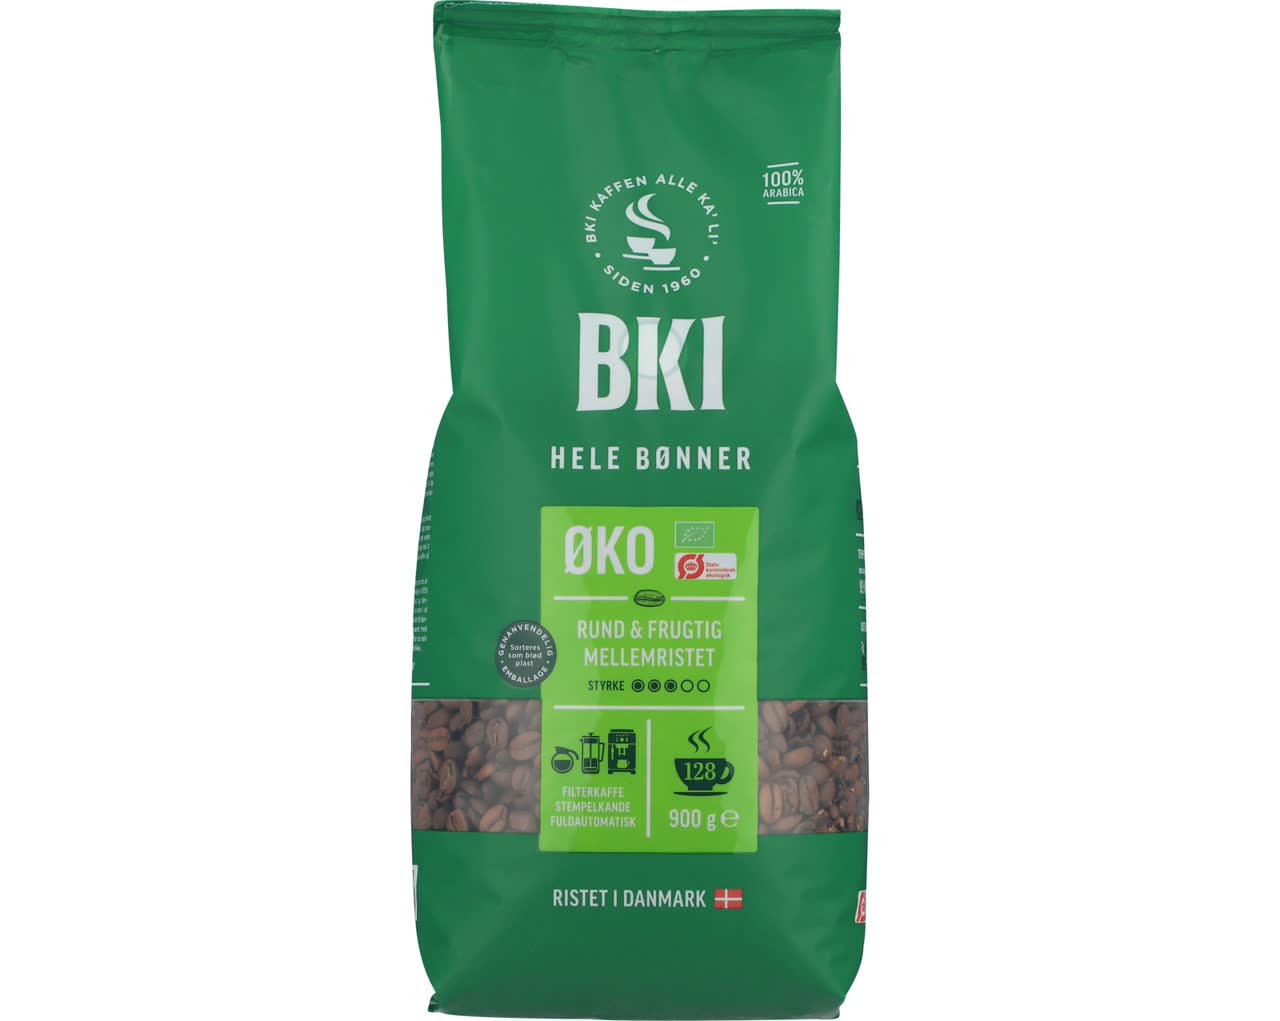 BKI KAFFEN ALLE KA' LI'
• SIDEN 1960 •
100%
ARABICA
BKI
HELE BØNNER
ØKO
Stats-
kontrolleret
økologisk
RUND & FRUGTIG
MELLEMRISTET
STYRKE
GENANVENDELIG
Sorteres
som blød
plast
EMBALLAGE
128
FILTERKAFFE
STEMPELKANDE
FULDAUTOMATISK
900 g ℮
RISTET I DANMARK